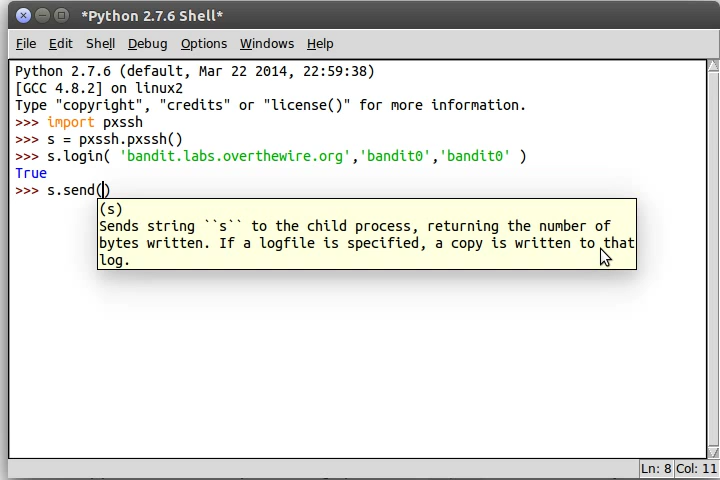 *Python 2.7.6 Shell*
File Edit Shell Debug Options Windows Help
Python 2.7.6 (default, Mar 22 2014, 22:59:38)
[GCC 4.8.2] on linux2
Type "copyright", "credits" or "license()" for more information.
>>> import pxssh
>>> s = pxssh.pxssh()
>>> s.login( 'bandit.labs.overthewire.org','bandit0','bandit0' )
True
>>> s.send()
(s)
Sends string ``s`` to the child process, returning the number of
bytes written. If a logfile is specified, a copy is written to that
log.
Ln: 8 Col: 11